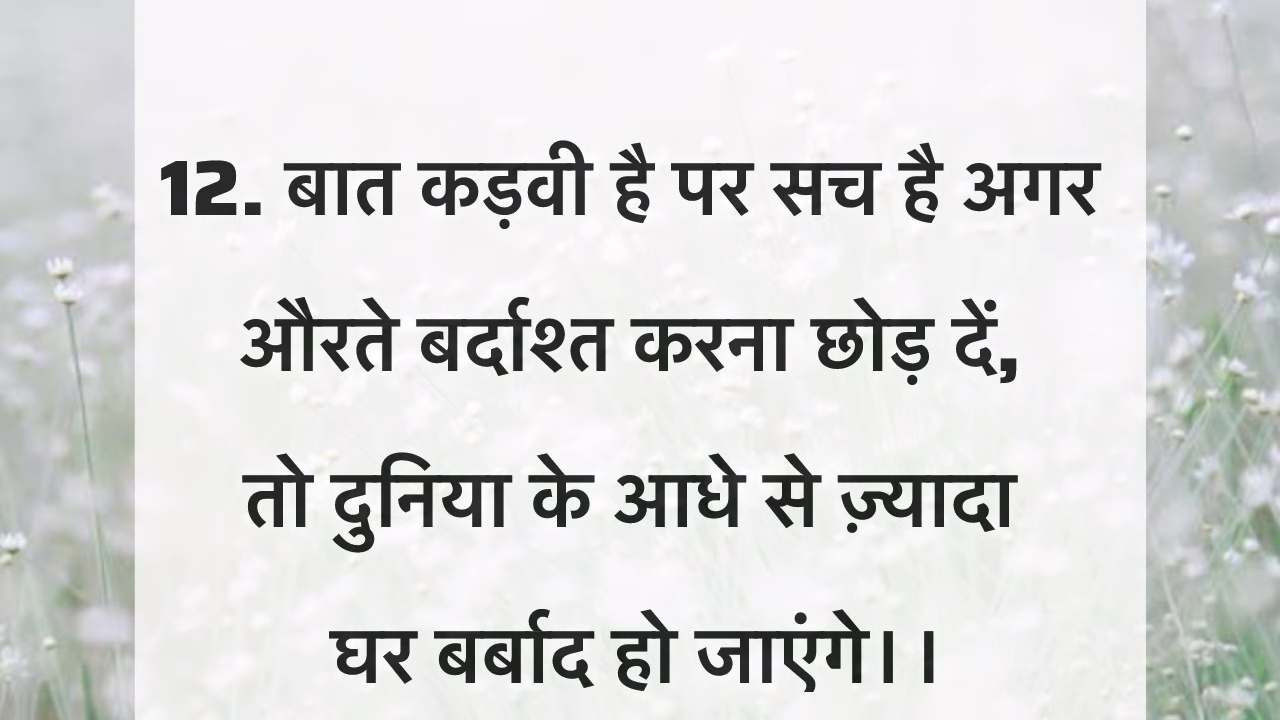 12. बात कड़वी है पर सच है अगर
औरते बर्दाश्त करना छोड़ दें,
तो दुनिया के आधे से ज़्यादा
घर बर्बाद हो जाएंगे।।